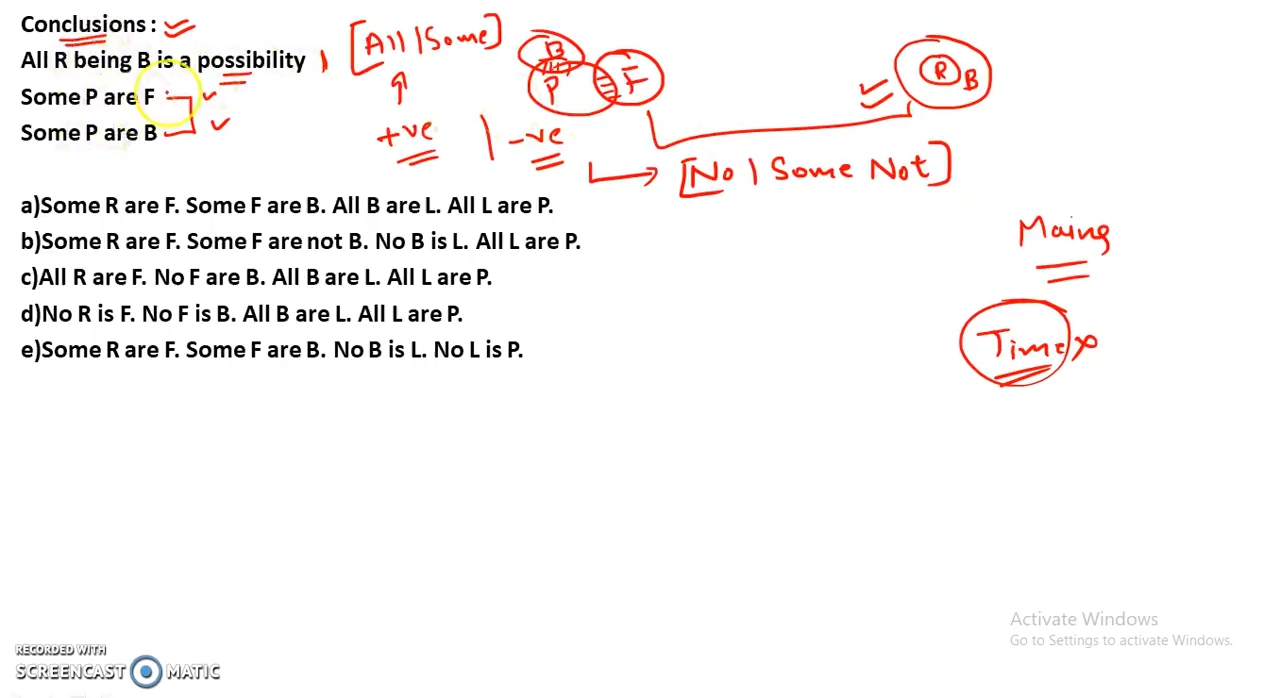 Conclusions :
All R being B is a possibility
Some P are F
Some P are B
[All | Some]
+ve | -ve
B
P
F
R
B
[No | Some Not]
a)Some R are F. Some F are B. All B are L. All L are P.
b)Some R are F. Some F are not B. No B is L. All L are P.
c)All R are F. No F are B. All B are L. All L are P.
d)No R is F. No F is B. All B are L. All L are P.
e)Some R are F. Some F are B. No B is L. No L is P.
Mains
Time
Activate Windows
Go to Settings to activate Windows.
RECORDED WITH
SCREENCAST MATIC